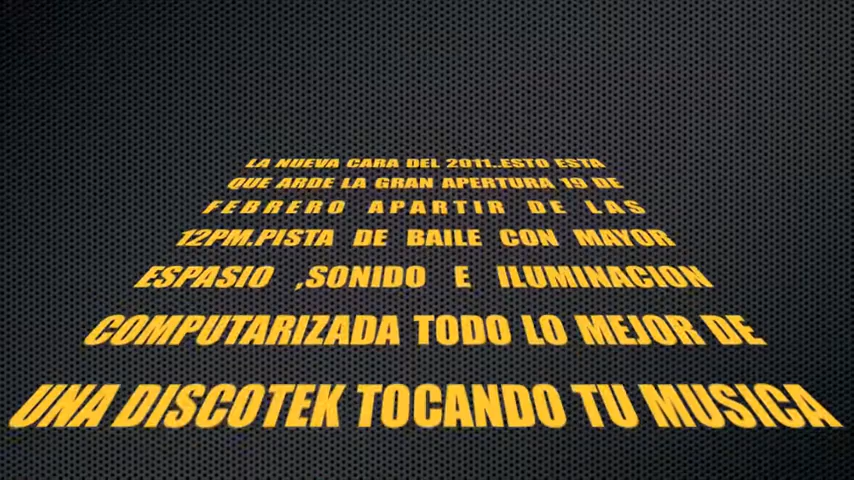 LA NUEVA CARA DEL 2011..ESTO ESTA
QUE ARDE LA GRAN APERTURA 19 DE
FEBRERO APARTIR DE LAS
12PM.PISTA DE BAILE CON MAYOR
ESPASIO ,SONIDO E ILUMINACION
COMPUTARIZADA TODO LO MEJOR DE
UNA DISCOTEK TOCANDO TU MUSICA